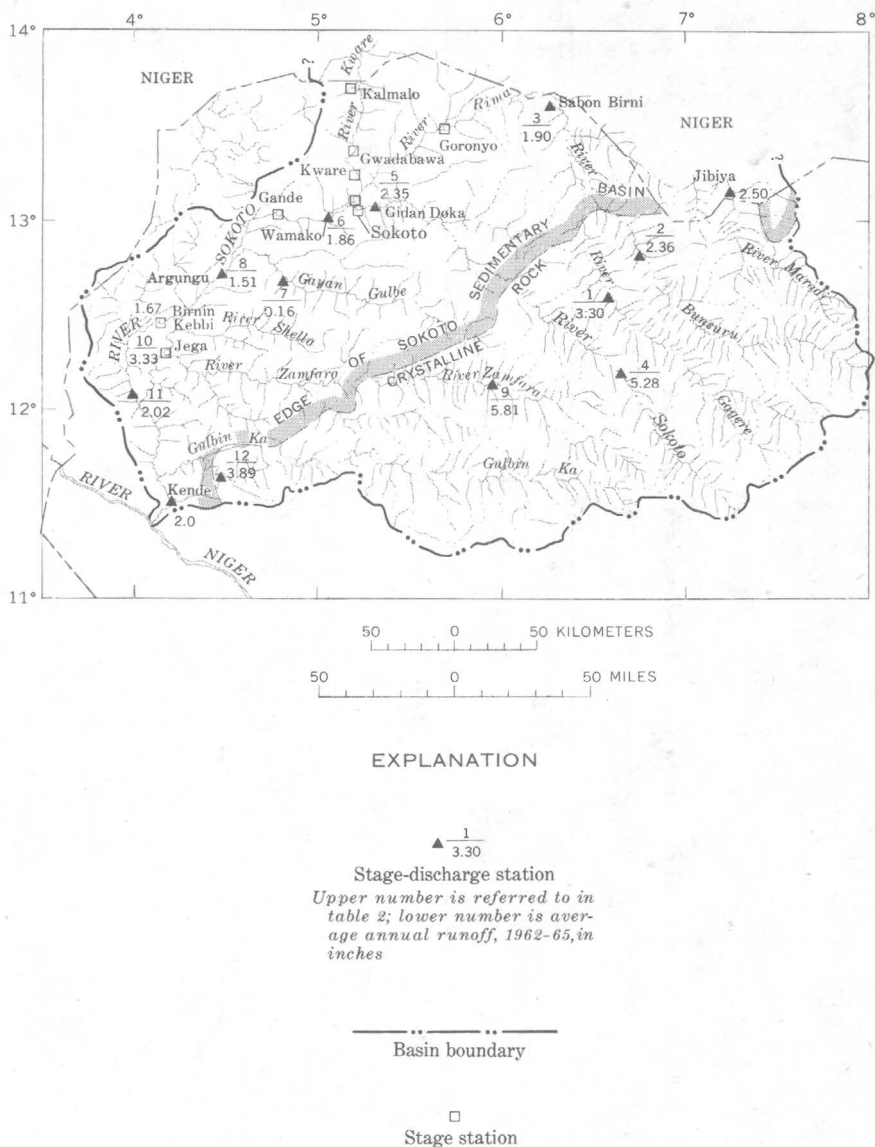 4°
5°
6°
7°
8°
14°
13°
12°
11°
NIGER
?
Kware
River
Kalmalo
River
Rima
Goronyo
Sabon Birni
3
1.90
NIGER
River
Jibiya
?
2.50
Gwadabawa
Kware
5
2.35
Gidan Doka
Sokoto
Gande
6
1.86
Wamako
SOKOTO
RIVER
Argungu
8
1.51
7
0.16
Gayan
Gulbe
EDGE OF SOKOTO SEDIMENTARY BASIN
CRYSTALLINE ROCK
2
2.36
River
1
3.30
River
Bunsuru
River Maradi
1.67
Birnin
Kebbi
River
Shella
10
3.33
Jega
River
Zamfara
River Zamfara
9
5.81
4
5.28
Sokoto
Gagere
11
2.02
Gulbin Ka
12
3.89
Gulbin Ka
Kende
2.0
RIVER
NIGER
50 0 50 KILOMETERS
50 0 50 MILES
EXPLANATION
1
3.30
Stage-discharge station
Upper number is referred to in
table 2; lower number is aver-
age annual runoff, 1962-65, in
inches
Basin boundary
Stage station